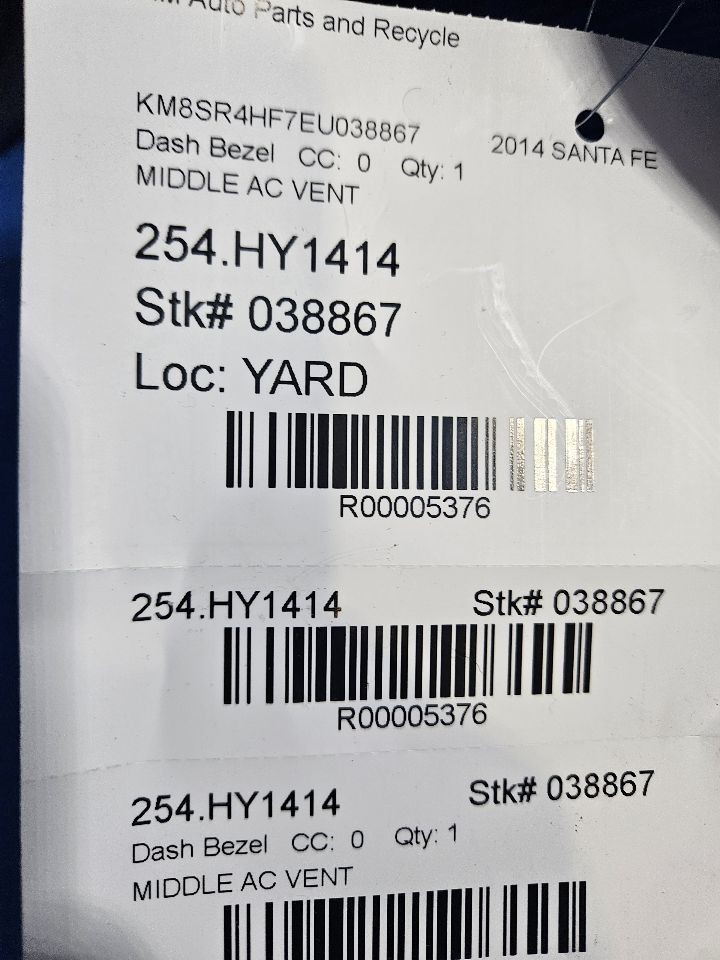 Auto Parts and Recycle
KM8SR4HF7EU038867
2014 SANTA FE
Dash Bezel CC: 0 Qty: 1
MIDDLE AC VENT
254.HY1414
Stk# 038867
Loc: YARD
R00005376
254.HY1414 Stk# 038867
R00005376
254.HY1414 Stk# 038867
Dash Bezel CC: 0 Qty: 1
MIDDLE AC VENT